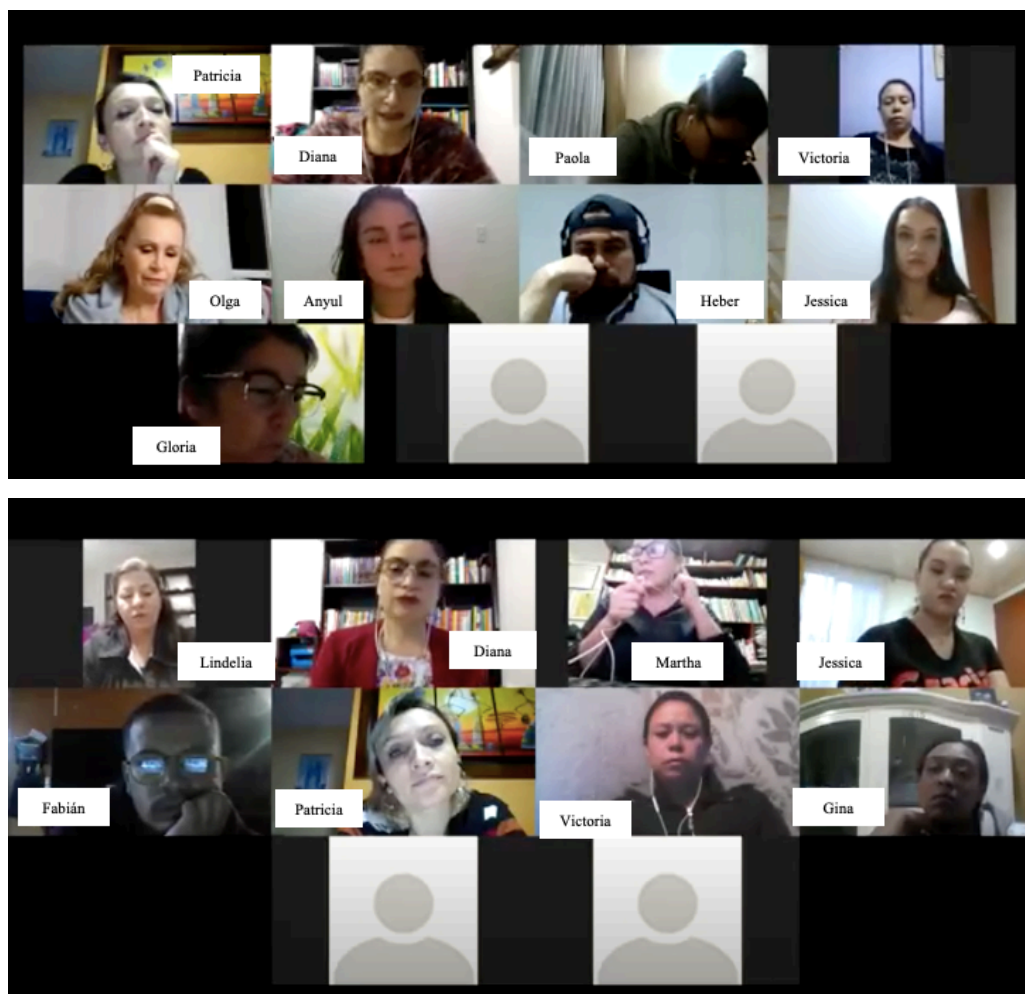 Patricia
Diana
Paola
Victoria
Olga
Anyul
Heber
Jessica
Gloria
Lindelia
Diana
Martha
Jessica
Fabián
Patricia
Victoria
Gina